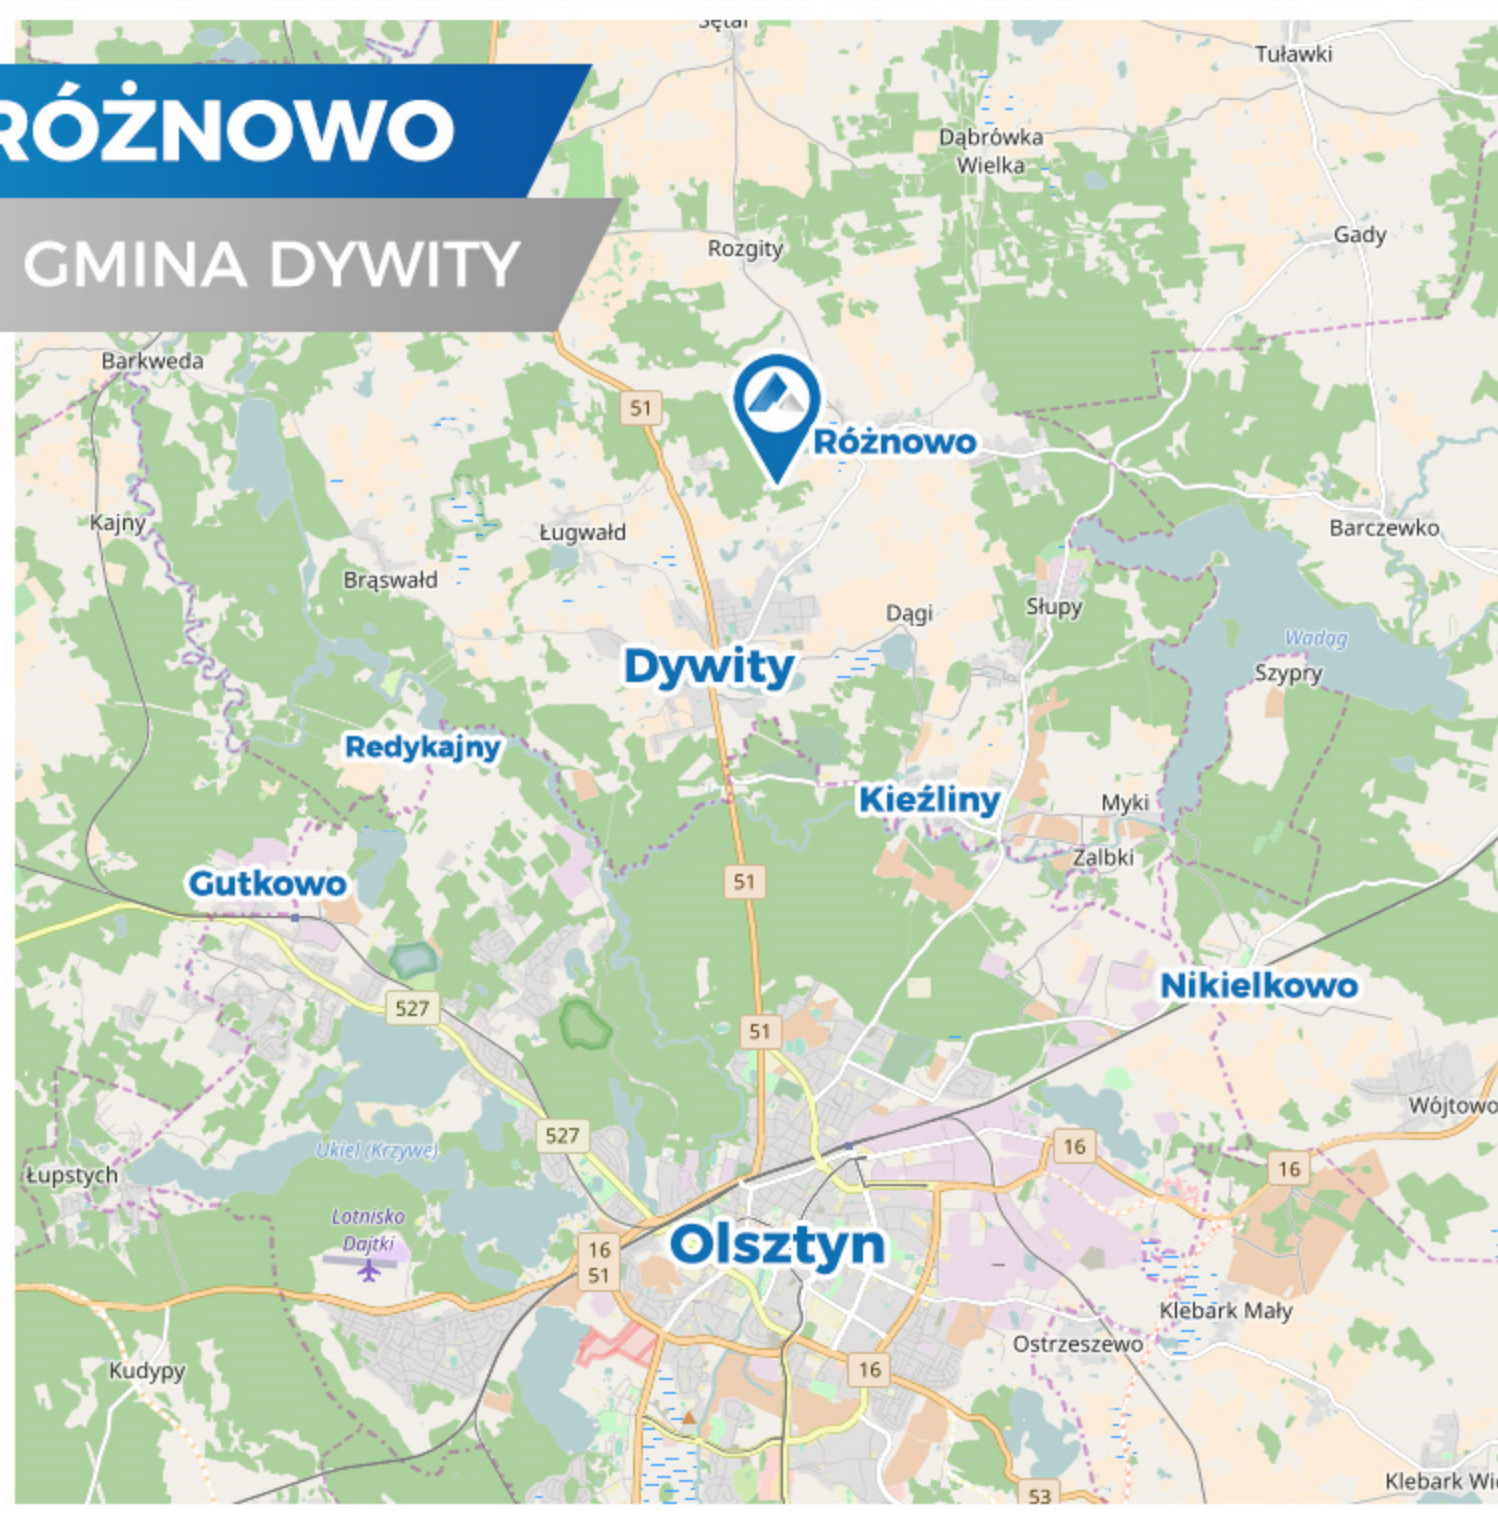 Sętal
Tuławki
RÓŻNOWO
Dąbrówka
Wielka
GMINA DYWITY
Rozgity
Gady
Barkweda
51
Różnowo
Kajny
Ługwałd
Barczewko
Brąswałd
Dągi
Słupy
Wadąg
Dywity
Szypry
Redykajny
Kieźliny
Myki
Zalbki
Gutkowo
51
Nikielkowo
527
51
Wójtowo
527
Ukiel (Krzywe)
16
16
Łupstych
Lotnisko
Dajtki
16
51
Olsztyn
Klebark Mały
Ostrzeszewo
Kudypy
16
Klebark Wie
53